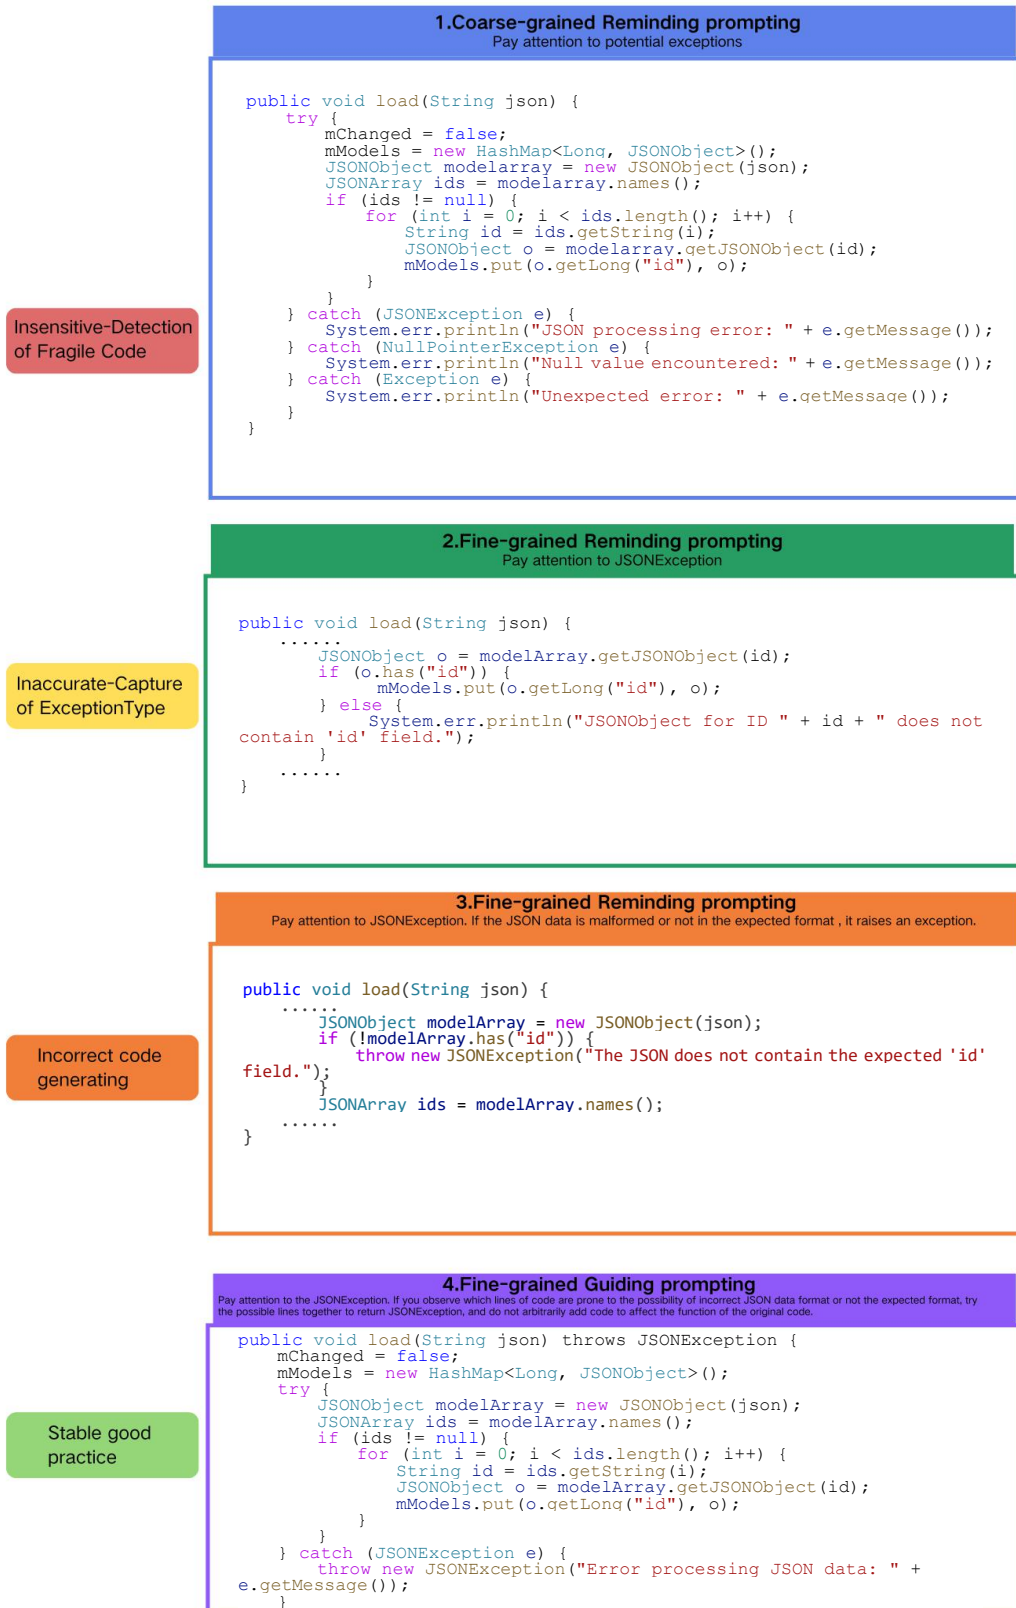 1.Coarse-grained Reminding prompting
Pay attention to potential exceptions
public void load(String json) {
try {
mChanged = false;
mModels = new HashMap<Long, JSONObject>();
JSONObject modelarray = new JSONObject(json);
JSONArray ids = modelarray.names();
if (ids != null) {
for (int i = 0; i < ids.length(); i++) {
String id = ids.getString(i);
JSONObject o = modelarray.getJSONObject(id);
mModels.put(o.getLong("id"), o);
}
}
} catch (JSONException e) {
System.err.println("JSON processing error: " + e.getMessage());
} catch (NullPointerException e) {
System.err.println("Null value encountered: " + e.getMessage());
} catch (Exception e) {
System.err.println("Unexpected error: " + e.getMessage());
}
}
Insensitive-Detection
of Fragile Code
2.Fine-grained Reminding prompting
Pay attention to JSONException
public void load(String json) {
......
JSONObject o = modelArray.getJSONObject(id);
if (o.has("id")) {
mModels.put(o.getLong("id"), o);
} else {
System.err.println("JSONObject for ID " + id + " does not
contain 'id' field.");
}
......
}
Inaccurate-Capture
of ExceptionType
3.Fine-grained Reminding prompting
Pay attention to JSONException. If the JSON data is malformed or not in the expected format , it raises an exception.
public void load(String json) {
......
JSONObject modelArray = new JSONObject(json);
if (!modelArray.has("id")) {
throw new JSONException("The JSON does not contain the expected 'id'
field.");
}
JSONArray ids = modelArray.names();
......
}
Incorrect code
generating
4.Fine-grained Guiding prompting
Pay attention to the JSONException. If you observe which lines of code are prone to the possibility of incorrect JSON data format or not the expected format, try
the possible lines together to return JSONException, and do not arbitrarily add code to affect the function of the original code.
public void load(String json) throws JSONException {
mChanged = false;
mModels = new HashMap<Long, JSONObject>();
try {
JSONObject modelArray = new JSONObject(json);
JSONArray ids = modelArray.names();
if (ids != null) {
for (int i = 0; i < ids.length(); i++) {
String id = ids.getString(i);
JSONObject o = modelArray.getJSONObject(id);
mModels.put(o.getLong("id"), o);
}
}
} catch (JSONException e) {
throw new JSONException("Error processing JSON data: " +
e.getMessage());
}
Stable good
practice